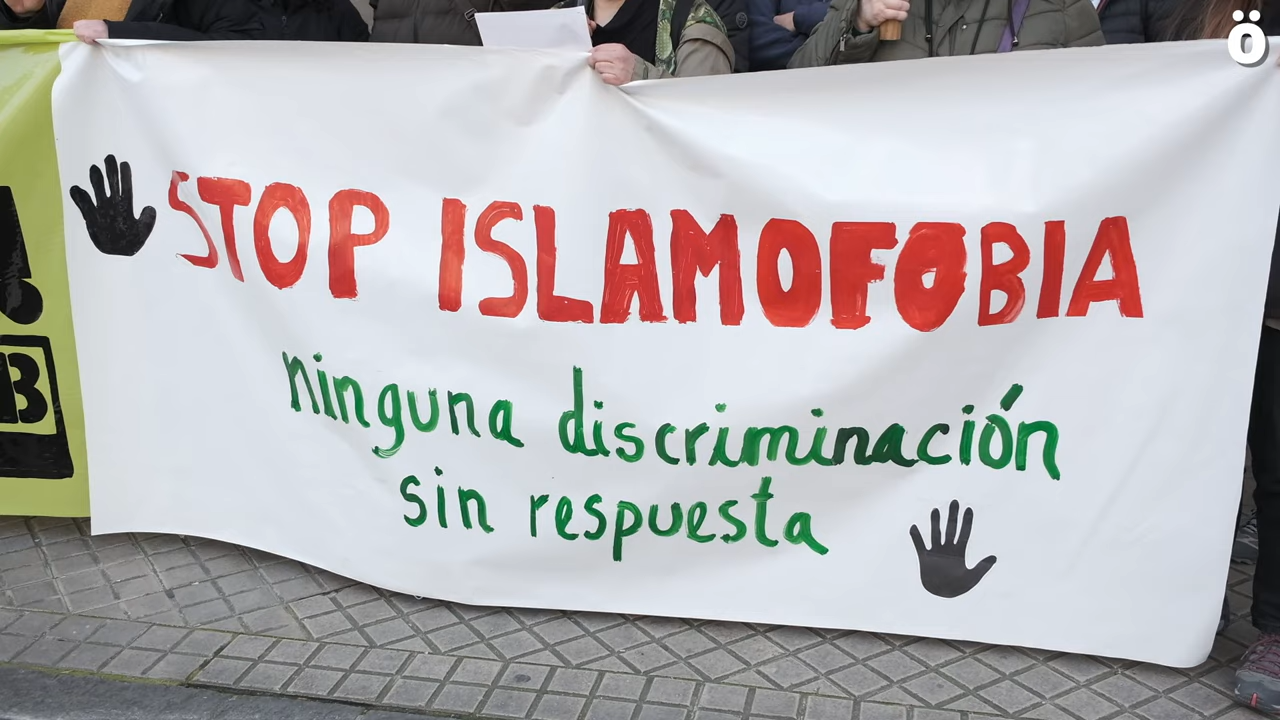 STOP ISLAMOFOBIA
ninguna discriminación
sin respuesta
!
B
ö